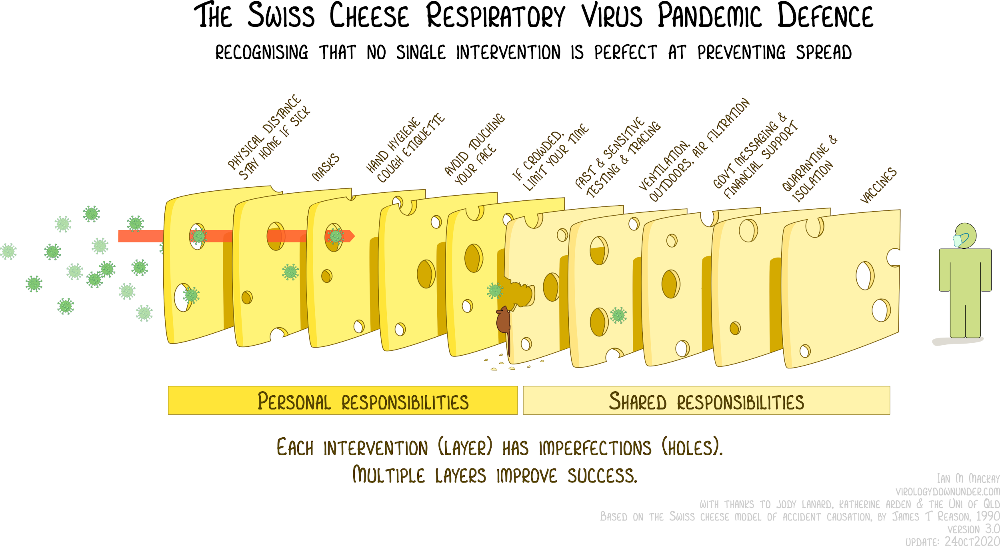 The Swiss Cheese Respiratory Virus Pandemic Defence
recognising that no single intervention is perfect at preventing spread
physical distance
stay home if sick
masks
hand hygiene
cough etiquette
avoid touching
your face
if crowded,
limit your time
fast & sensitive
testing & tracing
ventilation,
outdoors, air filtration
govt messaging &
financial support
quarantine &
isolation
vaccines
Personal responsibilities
Shared responsibilities
Each intervention (layer) has imperfections (holes).
Multiple layers improve success.
Ian M Mackay
virologydownunder.com
with thanks to Jody Lanard, Katherine Arden & the Uni of Qld
Based on the Swiss cheese model of accident causation, by James T Reason, 1990
version 3.0
update: 24oct2020